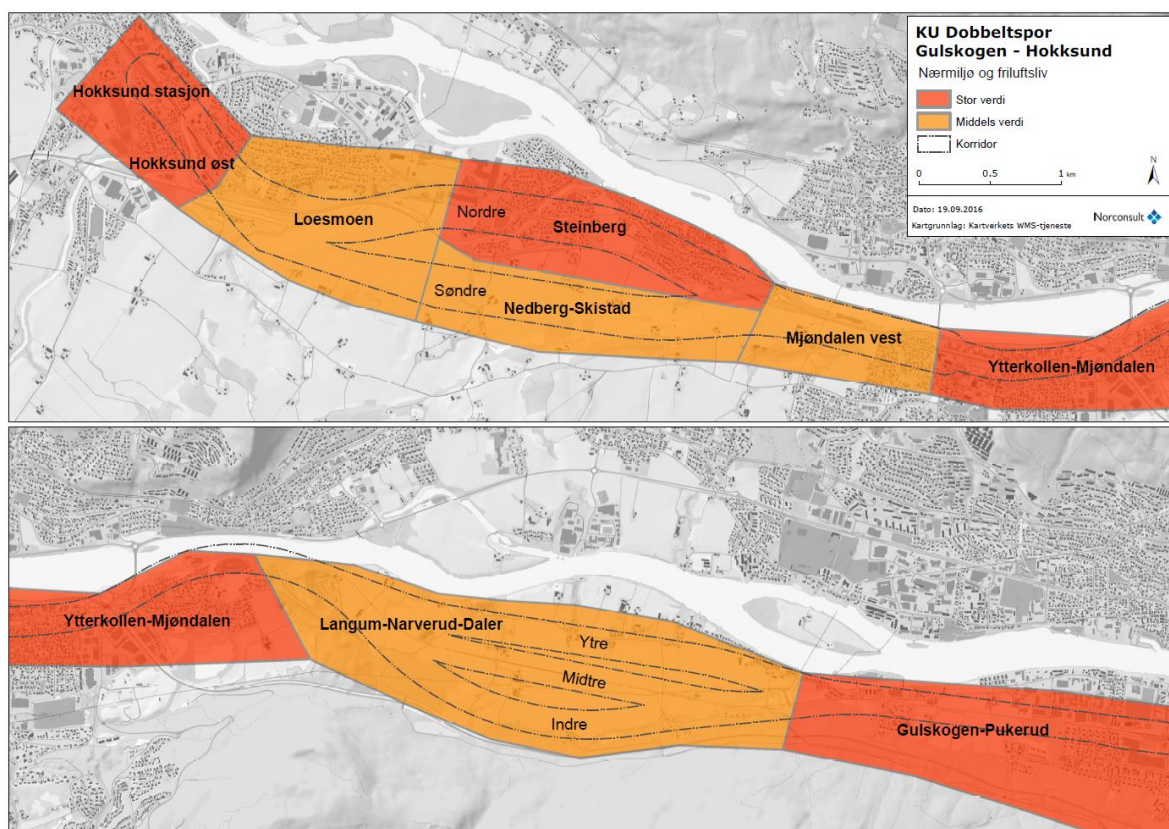 KU Dobbeltspor
Gulskogen - Hokksund
Nærmiljø og friluftsliv
Stor verdi
Middels verdi
Korridor
N
0 0.5 1 km
Dato: 19.09.2016
Kartgrunnlag: Kartverkets WMS-tjeneste
Norconsult
Hokksund stasjon
Hokksund øst
Loesmoen
Nordre
Steinberg
Søndre
Nedberg-Skistad
Mjøndalen vest
Ytterkollen-Mjøndalen
Ytterkollen-Mjøndalen
Langum-Narverud-Daler
Ytre
Midtre
Indre
Gulskogen-Pukerud